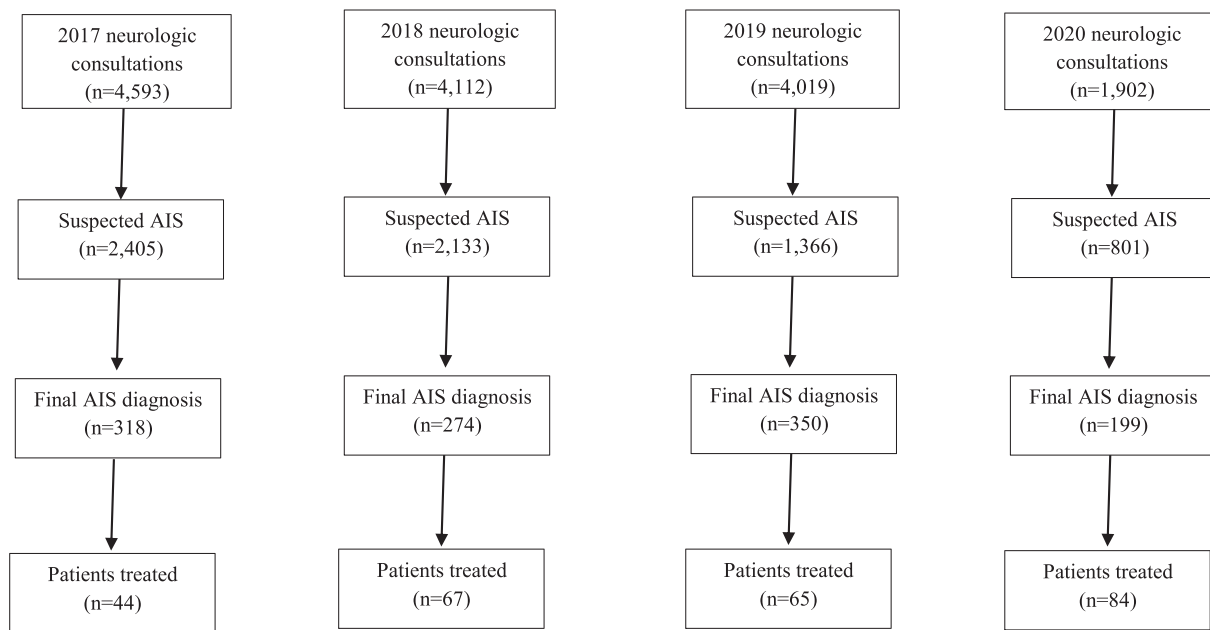 2017 neurologic
consultations
(n=4,593)
Suspected AIS
(n=2,405)
Final AIS diagnosis
(n=318)
Patients treated
(n=44)
2018 neurologic
consultations
(n=4,112)
Suspected AIS
(n=2,133)
Final AIS diagnosis
(n=274)
Patients treated
(n=67)
2019 neurologic
consultations
(n=4,019)
Suspected AIS
(n=1,366)
Final AIS diagnosis
(n=350)
Patients treated
(n=65)
2020 neurologic
consultations
(n=1,902)
Suspected AIS
(n=801)
Final AIS diagnosis
(n=199)
Patients treated
(n=84)